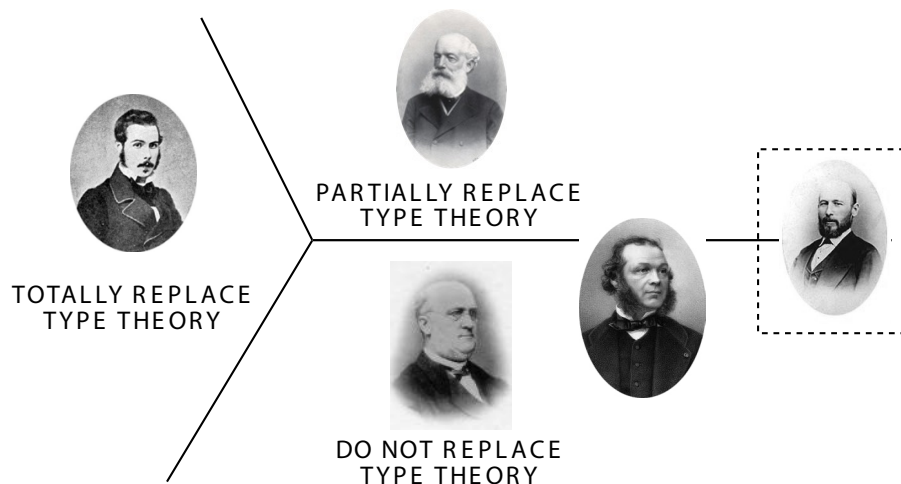 PARTIALLY REPLACE
TYPE THEORY
TOTALLY REPLACE
TYPE THEORY
DO NOT REPLACE
TYPE THEORY